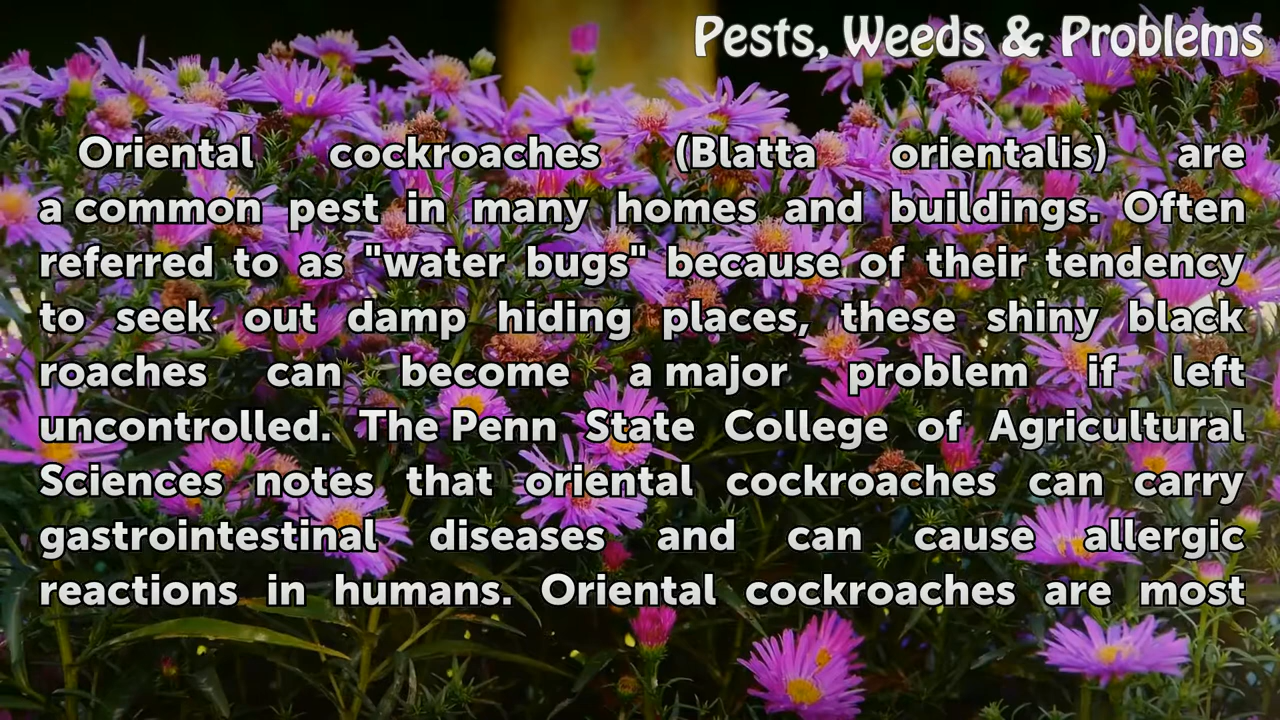 Pests, Weeds & Problems
Oriental cockroaches (Blatta orientalis) are
a common pest in many homes and buildings. Often
referred to as "water bugs" because of their tendency
to seek out damp hiding places, these shiny black
roaches can become a major problem if left
uncontrolled. The Penn State College of Agricultural
Sciences notes that oriental cockroaches can carry
gastrointestinal diseases and can cause allergic
reactions in humans. Oriental cockroaches are most